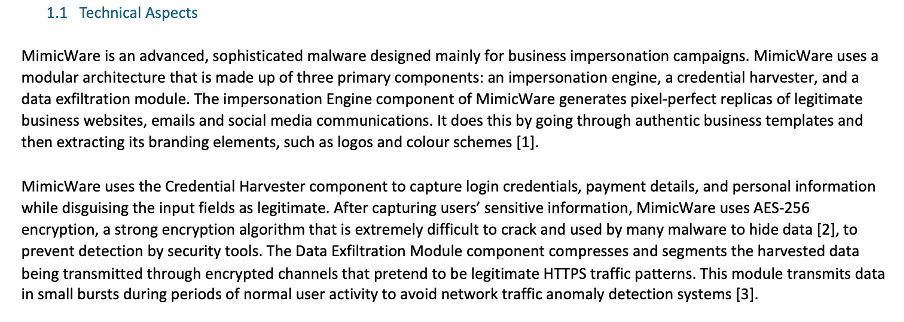 1.1 Technical Aspects
MimicWare is an advanced, sophisticated malware designed mainly for business impersonation campaigns. MimicWare uses a
modular architecture that is made up of three primary components: an impersonation engine, a credential harvester, and a
data exfiltration module. The impersonation Engine component of MimicWare generates pixel-perfect replicas of legitimate
business websites, emails and social media communications. It does this by going through authentic business templates and
then extracting its branding elements, such as logos and colour schemes [1].
MimicWare uses the Credential Harvester component to capture login credentials, payment details, and personal information
while disguising the input fields as legitimate. After capturing users’ sensitive information, MimicWare uses AES-256
encryption, a strong encryption algorithm that is extremely difficult to crack and used by many malware to hide data [2], to
prevent detection by security tools. The Data Exfiltration Module component compresses and segments the harvested data
being transmitted through encrypted channels that pretend to be legitimate HTTPS traffic patterns. This module transmits data
in small bursts during periods of normal user activity to avoid network traffic anomaly detection systems [3].